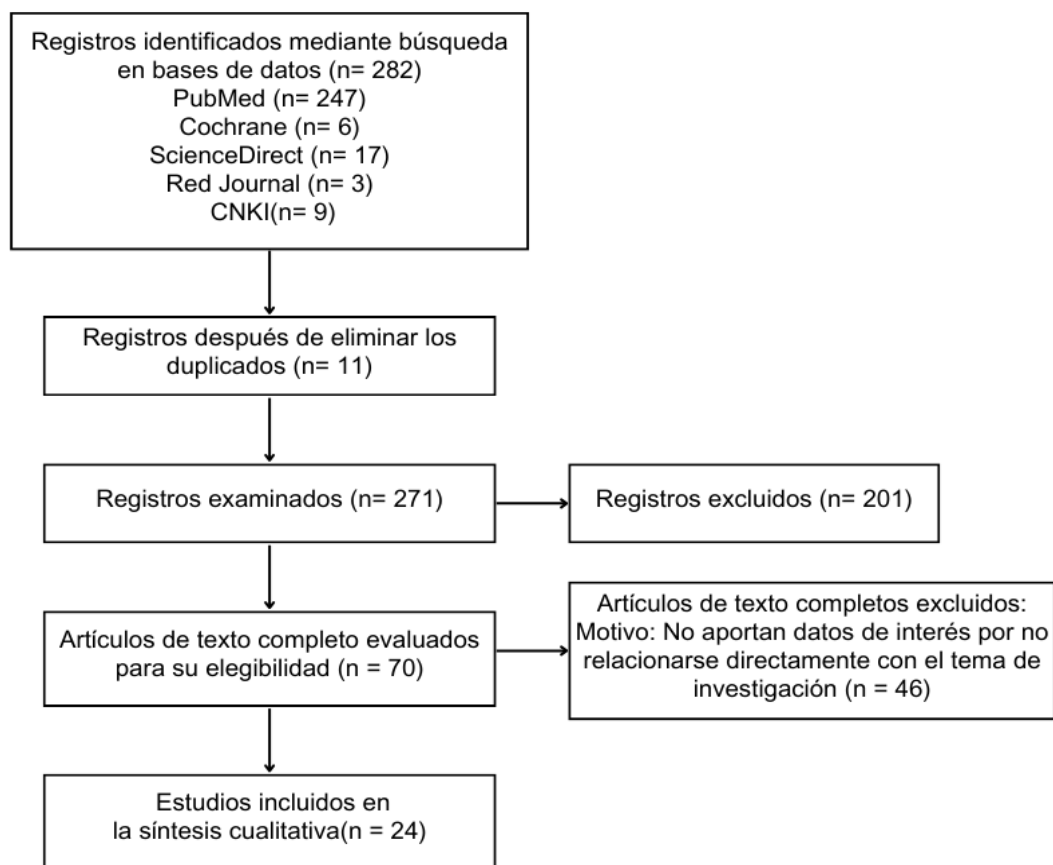 Registros identificados mediante búsqueda
en bases de datos (n= 282)
PubMed (n= 247)
Cochrane (n= 6)
ScienceDirect (n= 17)
Red Journal (n= 3)
CNKI(n= 9)
Registros después de eliminar los
duplicados (n= 11)
Registros examinados (n= 271)
Registros excluidos (n= 201)
Artículos de texto completo evaluados
para su elegibilidad (n = 70)
Artículos de texto completos excluidos:
Motivo: No aportan datos de interés por no
relacionarse directamente con el tema de
investigación (n = 46)
Estudios incluidos en
la síntesis cualitativa(n = 24)